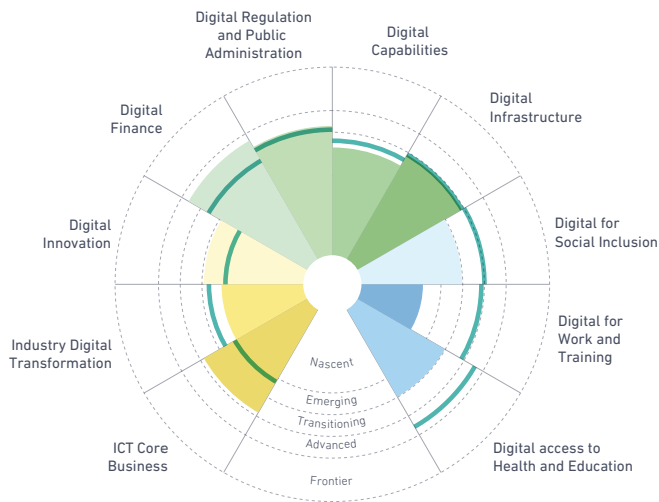 Digital Regulation
and Public
Administration
Digital
Capabilities
Digital
Finance
Digital
Infrastructure
Digital
Innovation
Digital for
Social Inclusion
Industry Digital
Transformation
Digital for
Work and
Training
ICT Core
Business
Digital access to
Health and Education
Nascent
Emerging
Transitioning
Advanced
Frontier